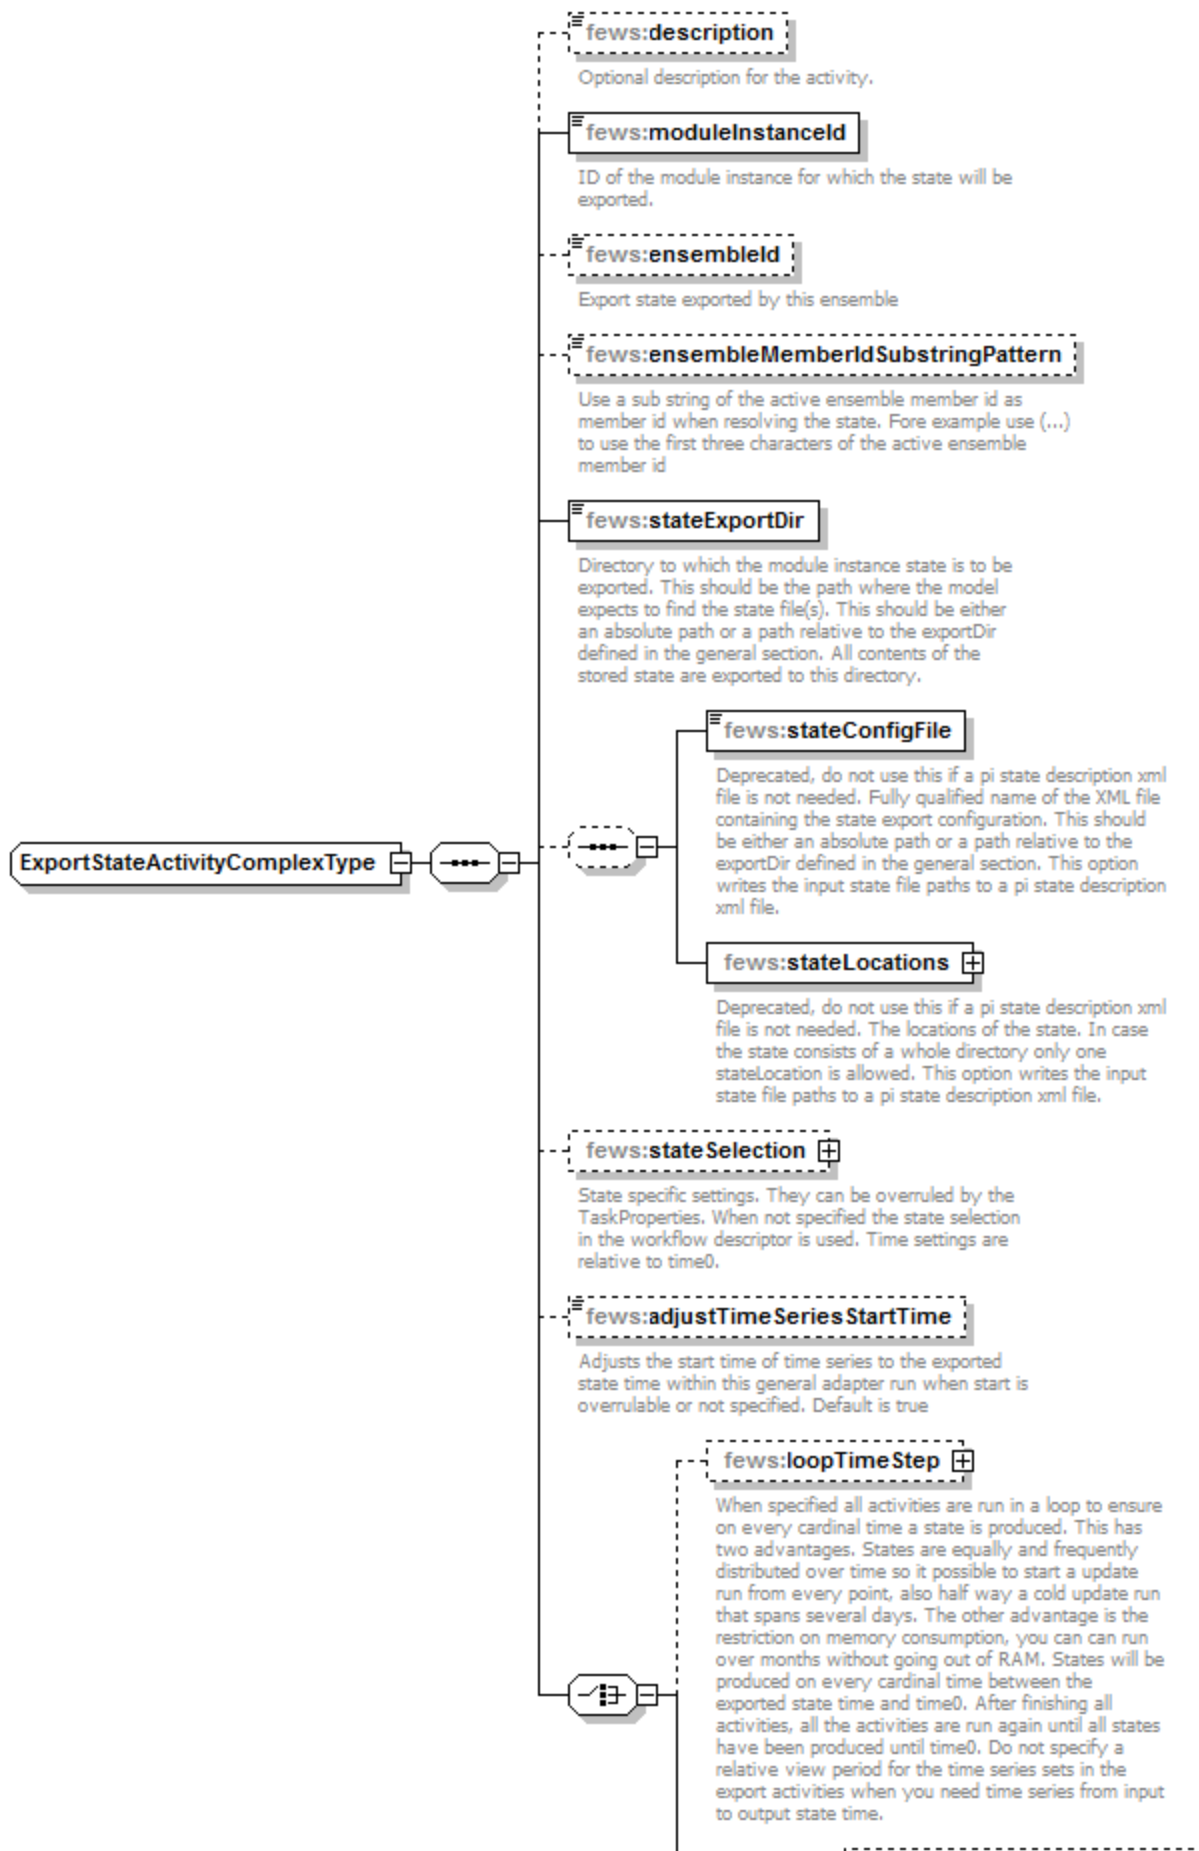 fews:description
Optional description for the activity.
fews:moduleInstanceId
ID of the module instance for which the state will be
exported.
fews:ensembleId
Export state exported by this ensemble
fews:ensembleMemberIdSubstringPattern
Use a sub string of the active ensemble member id as
member id when resolving the state. Fore example use (...)
to use the first three characters of the active ensemble
member id
fews:stateExportDir
Directory to which the module instance state is to be
exported. This should be the path where the model
expects to find the state file(s). This should be either
an absolute path or a path relative to the exportDir
defined in the general section. All contents of the
stored state are exported to this directory.
fews:stateConfigFile
Deprecated, do not use this if a pi state description xml
file is not needed. Fully qualified name of the XML file
containing the state export configuration. This should
be either an absolute path or a path relative to the
exportDir defined in the general section. This option
writes the input state file paths to a pi state description
xml file.
ExportStateActivityComplexType
fews:stateLocations
Deprecated, do not use this if a pi state description xml
file is not needed. The locations of the state. In case
the state consists of a whole directory only one
stateLocation is allowed. This option writes the input
state file paths to a pi state description xml file.
fews:stateSelection
State specific settings. They can be overruled by the
TaskProperties. When not specified the state selection
in the workflow descriptor is used. Time settings are
relative to time0.
fews:adjustTimeSeriesStartTime
Adjusts the start time of time series to the exported
state time within this general adapter run when start is
overrulable or not specified. Default is true
fews:loopTimeStep
When specified all activities are run in a loop to ensure
on every cardinal time a state is produced. This has
two advantages. States are equally and frequently
distributed over time so it possible to start a update
run from every point, also half way a cold update run
that spans several days. The other advantage is the
restriction on memory consumption, you can can run
over months without going out of RAM. States will be
produced on every cardinal time between the
exported state time and time0. After finishing all
activities, all the activities are run again until all states
have been produced until time0. Do not specify a
relative view period for the time series sets in the
export activities when you need time series from input
to output state time.